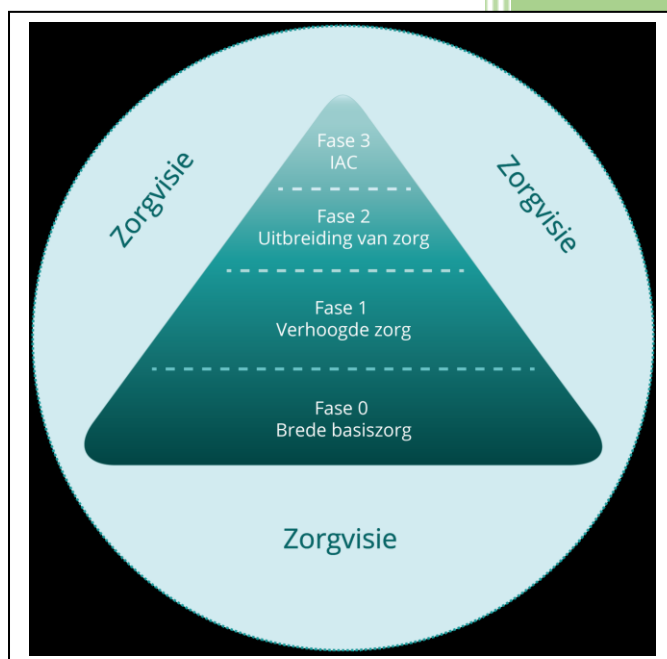 Zorgvisie
Zorgvisie
Fase 3
IAC
Fase 2
Uitbreiding van zorg
Fase 1
Verhoogde zorg
Fase 0
Brede basiszorg
Zorgvisie